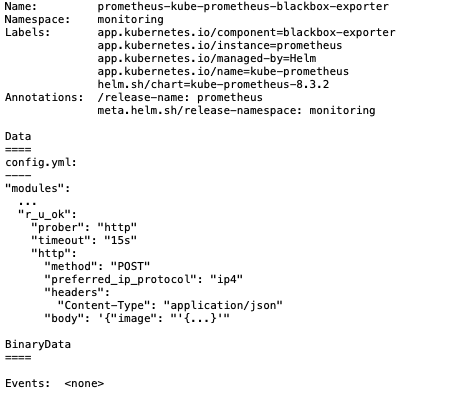 Name:         prometheus-kube-prometheus-blackbox-exporter
Namespace:    monitoring
Labels:       app.kubernetes.io/component=blackbox-exporter
              app.kubernetes.io/instance=prometheus
              app.kubernetes.io/managed-by=Helm
              app.kubernetes.io/name=kube-prometheus
              helm.sh/chart=kube-prometheus-8.3.2
Annotations:  /release-name: prometheus
              meta.helm.sh/release-namespace: monitoring

Data
====
config.yml:
----
"modules":
  ...
  "r_u_ok":
    "prober": "http"
    "timeout": "15s"
    "http":
      "method": "POST"
      "preferred_ip_protocol": "ip4"
      "headers":
        "Content-Type": "application/json"
      "body": '{"image": "'{...}'"

BinaryData
====

Events:  <none>